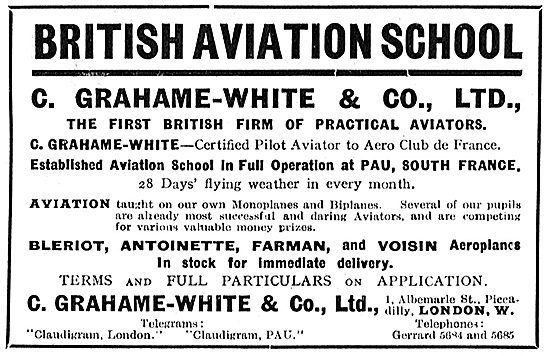 BRITISH AVIATION SCHOOL
C. GRAHAME-WHITE & CO., LTD.,
THE FIRST BRITISH FIRM OF PRACTICAL AVIATORS.
C. GRAHAME-WHITE—Certified Pilot Aviator to Aero Club de France.
Established Aviation School in Full Operation at PAU, SOUTH FRANCE.
28 Days' flying weather in every month.
AVIATION taught on our own Monoplanes and Biplanes. Several of our pupils
are already most successful and daring Aviators, and are competing
for various valuable money prizes.
BLERIOT, ANTOINETTE, FARMAN, and VOISIN Aeroplanes
In stock for immediate delivery.
TERMS AND FULL PARTICULARS ON APPLICATION.
C. GRAHAME-WHITE & Co., Ltd., 1, Albemarle St., Picca-
dilly, LONDON, W.
Telegrams: Telephones:
"Claudigram, London." "Claudigram, PAU." Gerrard 5684 and 5685